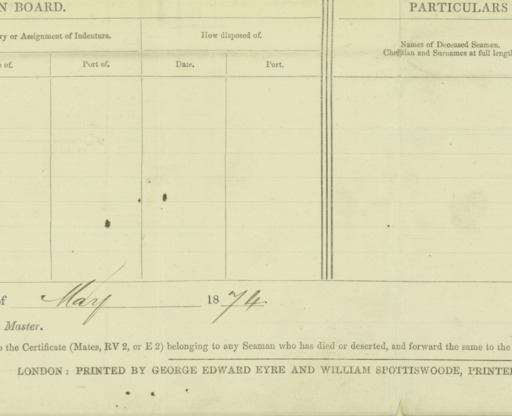 N BOARD.
PARTICULARS
ry or Assignment of Indenture.
How disposed of.
Names of Deceased Seamen.
Christian and Surnames at full length
e of.
Port of.
Date.
Port.
of May 1874.
Master.
o the Certificate (Mates, RV 2, or E 2) belonging to any Seaman who has died or deserted, and forward the same to the
LONDON: PRINTED BY GEORGE EDWARD EYRE AND WILLIAM SPOTTISWOODE, PRINTE